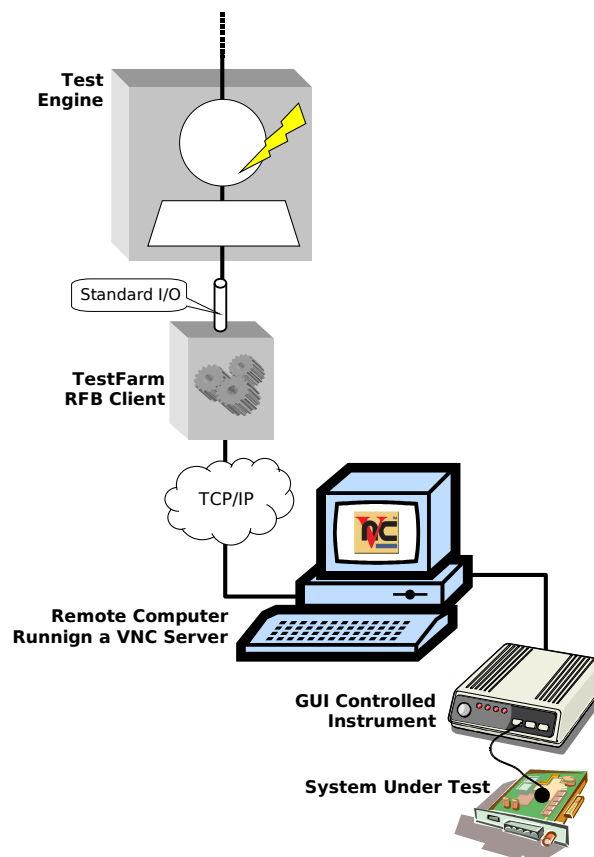 Test
Engine
Standard I/O
TestFarm
RFB Client
TCP/IP
VNC
Remote Computer
Runnign a VNC Server
GUI Controlled
Instrument
System Under Test